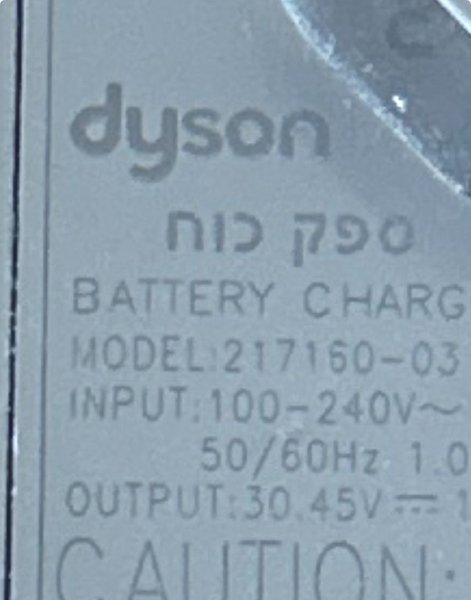 dyson
ספק כוח
BATTERY CHARG
MODEL:217160-03
INPUT:100-240V~
50/60Hz 1.0
OUTPUT:30.45V⎓1
CAUTION: